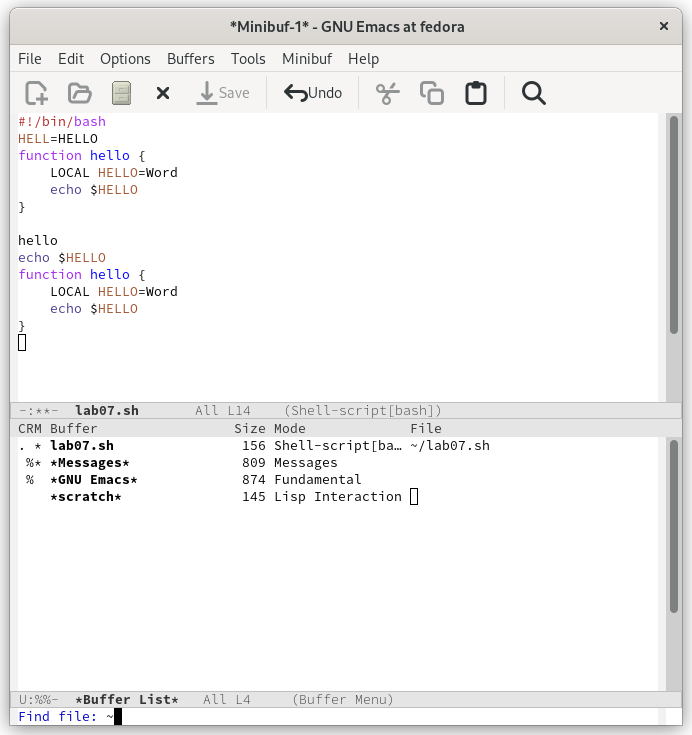 *Minibuf-1* - GNU Emacs at fedora ×
File Edit Options Buffers Tools Minibuf Help
Save Undo
#!/bin/bash
HELL=HELLO
function hello {
    LOCAL HELLO=Word
    echo $HELLO
}
hello
echo $HELLO
function hello {
    LOCAL HELLO=Word
    echo $HELLO
}
-:**-  lab07.sh       All L14    (Shell-script[bash])
CRM Buffer                 Size Mode             File
. * lab07.sh                156 Shell-script[ba… ~/lab07.sh
 %* *Messages*              809 Messages
 %  *GNU Emacs*             874 Fundamental
    *scratch*               145 Lisp Interaction
U:%%-  *Buffer List*   All L4     (Buffer Menu)
Find file: ~